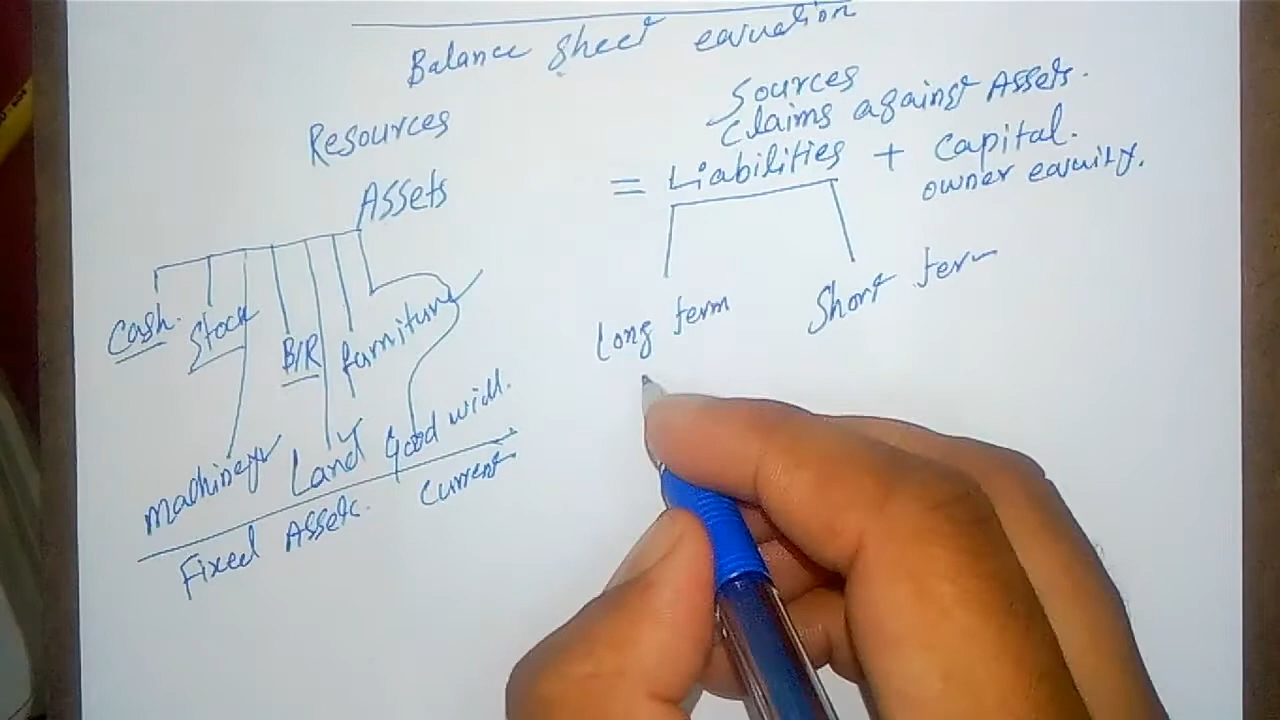 Balance sheet equation
Resources
Assets
Sources
Claims against Assets.
= Liabilities + Capital.
owner equity.
Cash.
Stock
B/R
furniture
machinery
Land
Good will.
Fixed Assets.
Current
Long term
Short ter